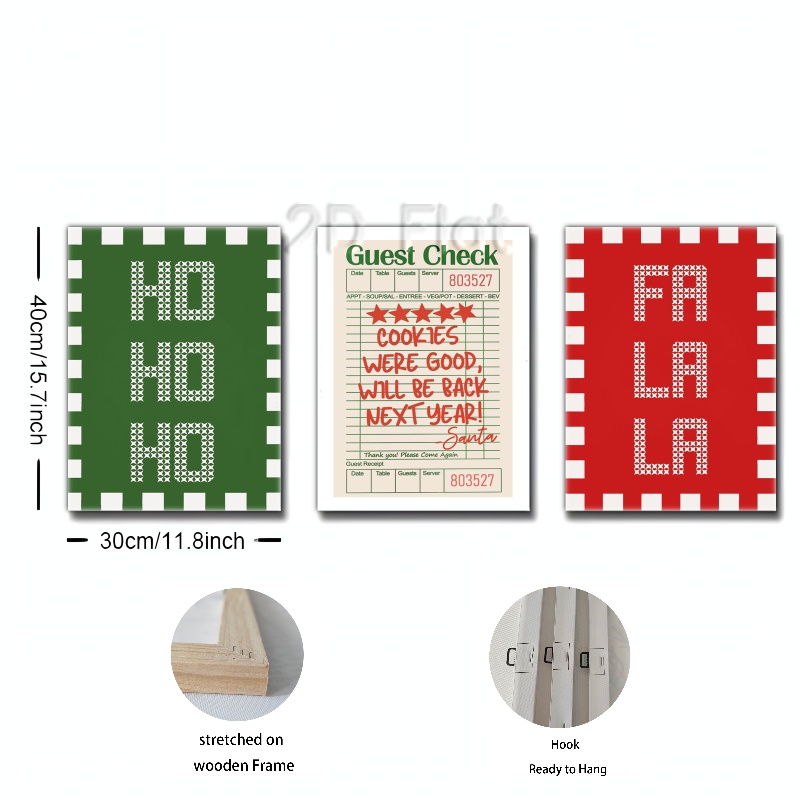 2P Flat
HO
HO
HO
Guest Check
Date Table Guests Server 803527
APPT - SOUP/SAL - ENTREE - VEG/POT - DESSERT - BEV
COOKIES
WERE GOOD,
WILL BE BACK
NEXT YEAR!
-Santa
Thank you! Please Come Again
Guest Receipt
Date Table Guests Server 803527
FA
LA
LA
40cm/15.7inch
30cm/11.8inch
stretched on
wooden Frame
Hook
Ready to Hang